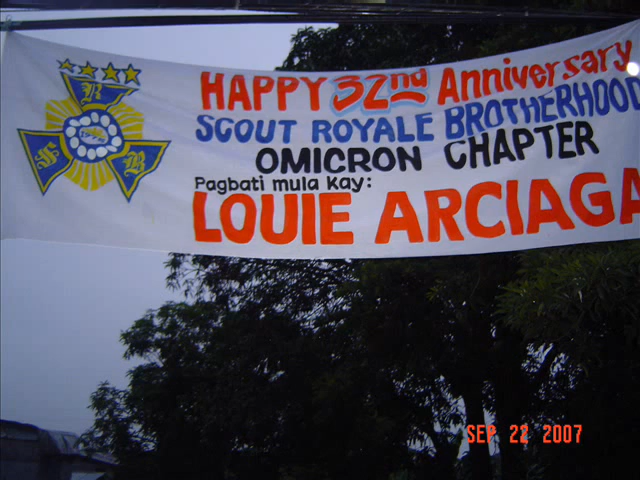 HAPPY 32nd Anniversary
SCOUT ROYALE BROTHERHOOD
OMICRON CHAPTER
Pagbati mula kay:
LOUIE ARCIAGA
R
S
B
SEP 22 2007